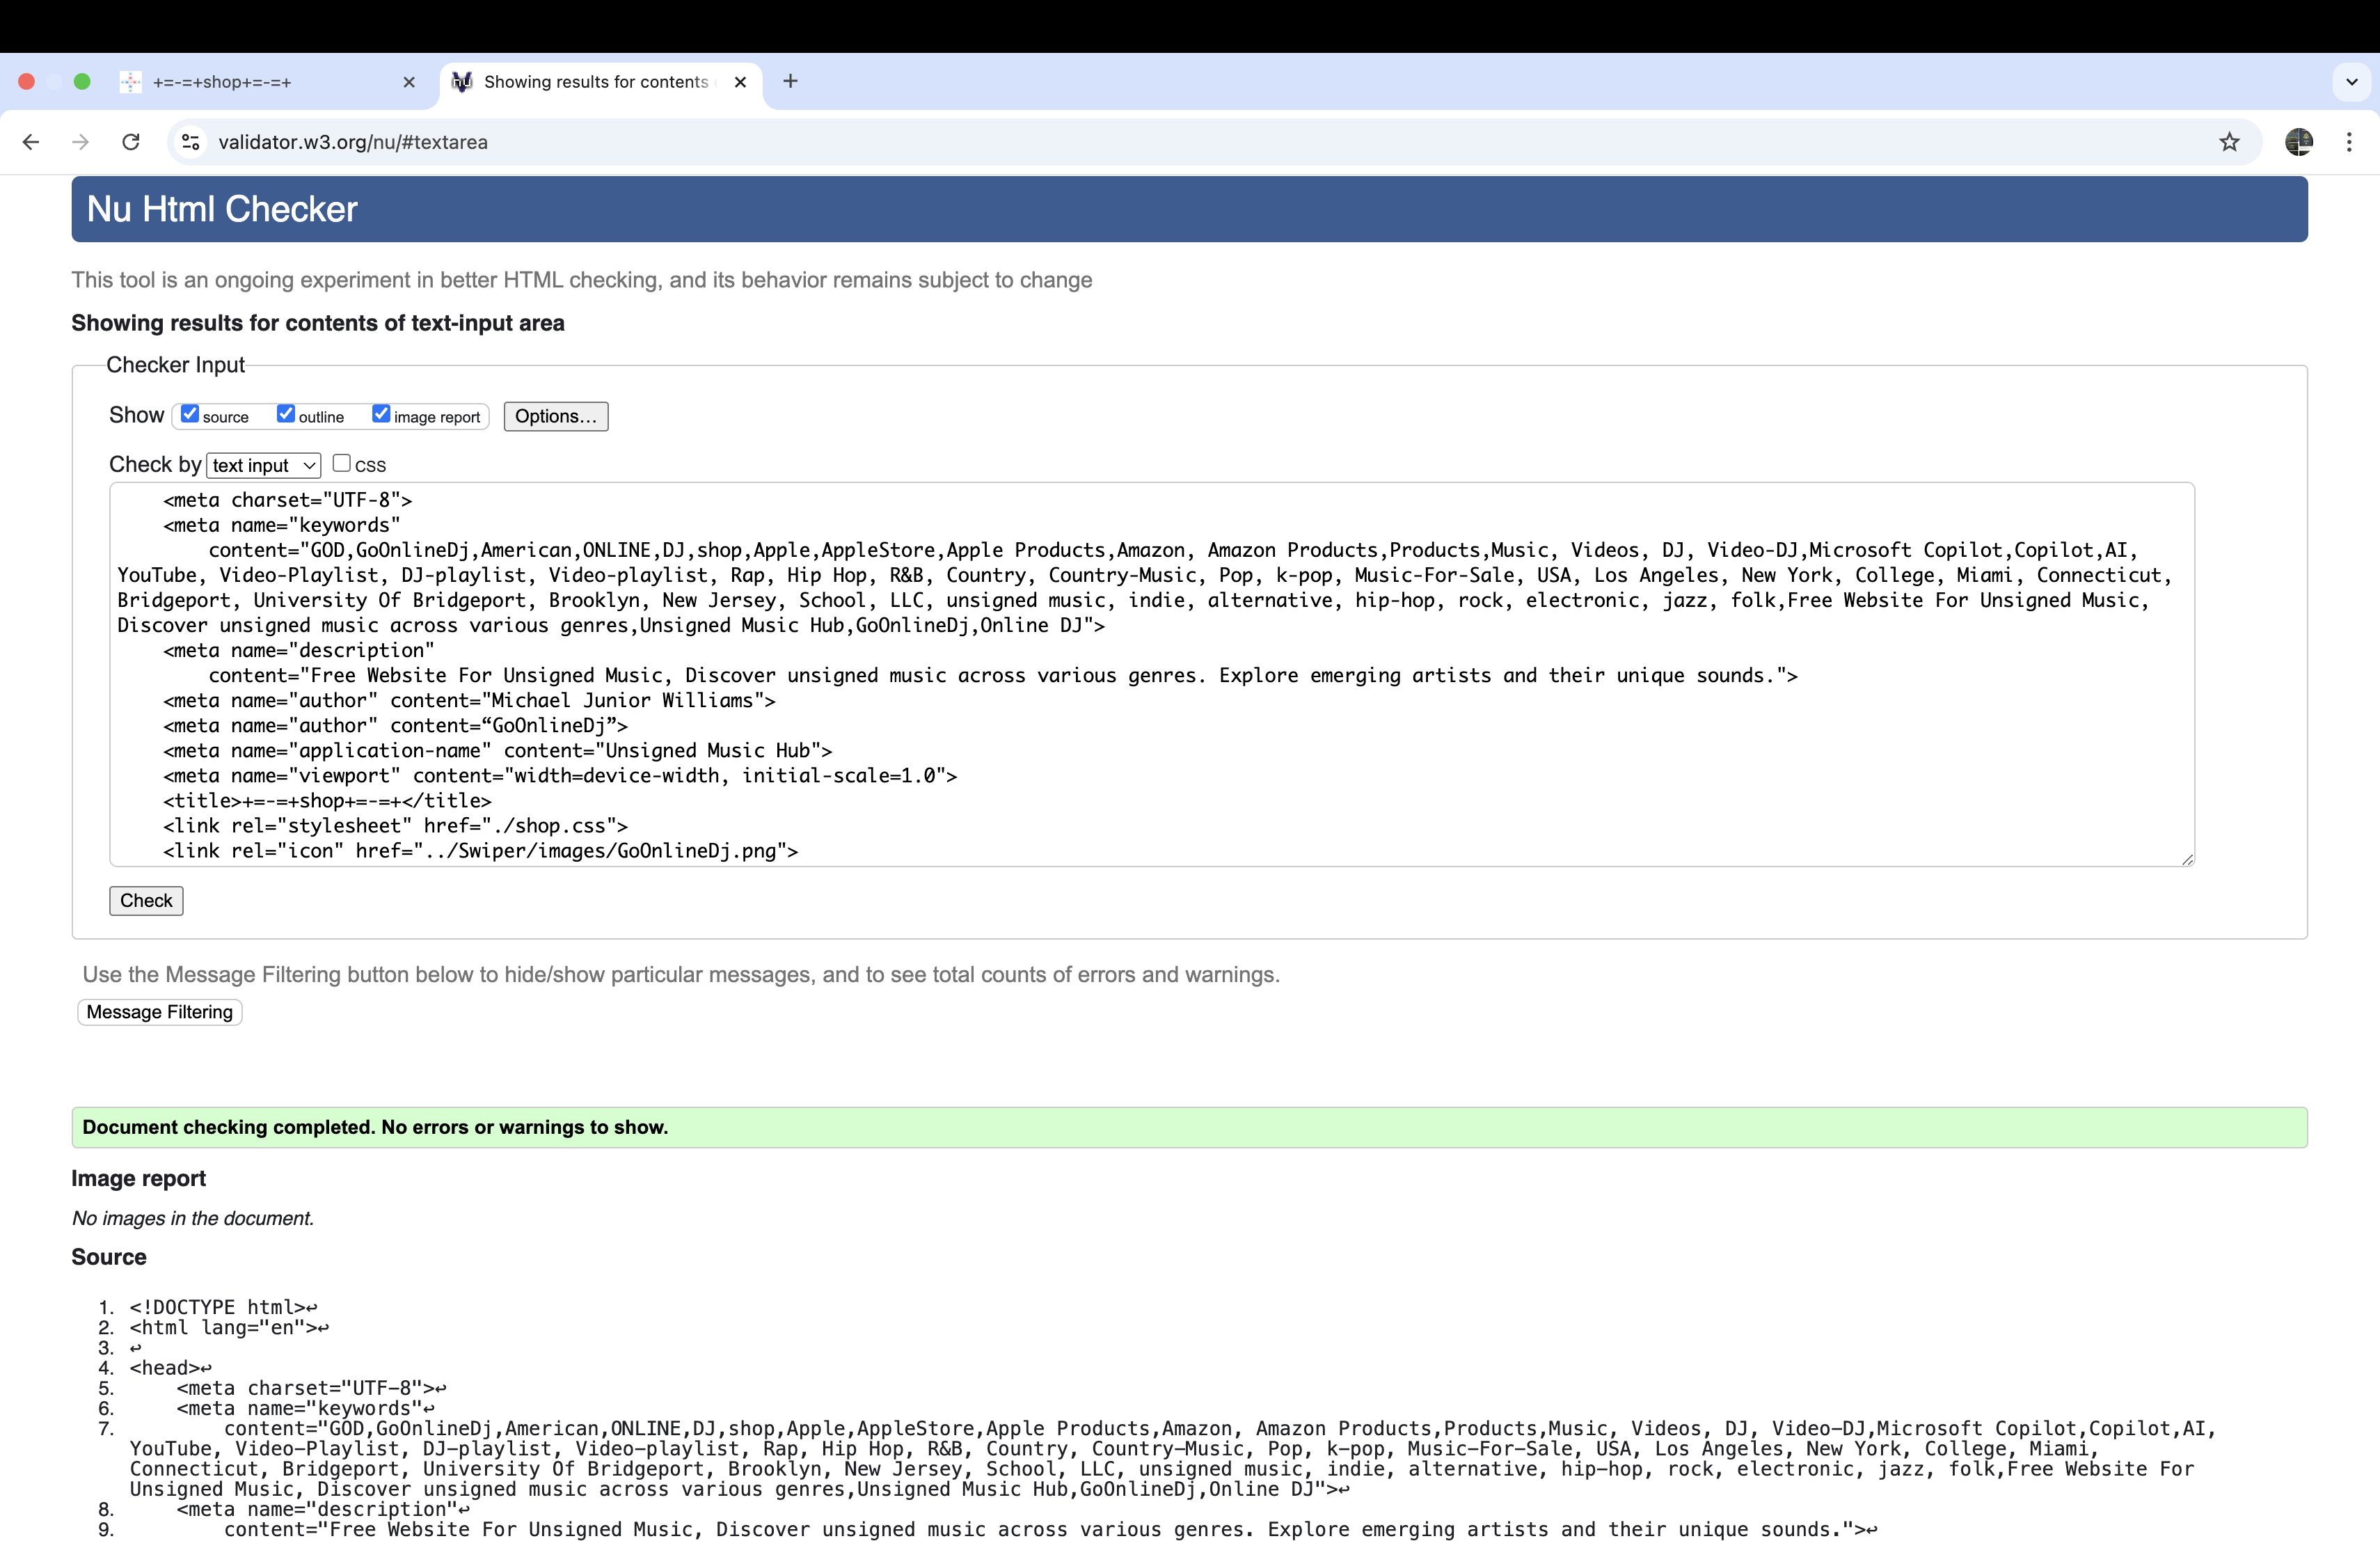 +=-=+shop+=-=+
Showing results for contents
validator.w3.org/nu/#textarea
Nu Html Checker
This tool is an ongoing experiment in better HTML checking, and its behavior remains subject to change
Showing results for contents of text-input area
Checker Input
Show source outline image report Options...
Check by text input CSS
<meta charset="UTF-8">
<meta name="keywords"
content="GOD,GoOnlineDj,American,ONLINE,DJ,shop,Apple,AppleStore,Apple Products,Amazon, Amazon Products,Products,Music, Videos, DJ, Video-DJ,Microsoft Copilot,Copilot,AI,
YouTube, Video-Playlist, DJ-playlist, Video-playlist, Rap, Hip Hop, R&B, Country, Country-Music, Pop, k-pop, Music-For-Sale, USA, Los Angeles, New York, College, Miami, Connecticut,
Bridgeport, University Of Bridgeport, Brooklyn, New Jersey, School, LLC, unsigned music, indie, alternative, hip-hop, rock, electronic, jazz, folk,Free Website For Unsigned Music,
Discover unsigned music across various genres,Unsigned Music Hub,GoOnlineDj,Online DJ">
<meta name="description"
content="Free Website For Unsigned Music, Discover unsigned music across various genres. Explore emerging artists and their unique sounds.">
<meta name="author" content="Michael Junior Williams">
<meta name="author" content=“GoOnlineDj”>
<meta name="application-name" content="Unsigned Music Hub">
<meta name="viewport" content="width=device-width, initial-scale=1.0">
<title>+=-=+shop+=-=+</title>
<link rel="stylesheet" href="./shop.css">
<link rel="icon" href="../Swiper/images/GoOnlineDj.png">
Check
Use the Message Filtering button below to hide/show particular messages, and to see total counts of errors and warnings.
Message Filtering
Document checking completed. No errors or warnings to show.
Image report
No images in the document.
Source
1. <!DOCTYPE html>↩
2. <html lang="en">↩
3. ↩
4. <head>↩
5. <meta charset="UTF-8">↩
6. <meta name="keywords"↩
7. content="GOD,GoOnlineDj,American,ONLINE,DJ,shop,Apple,AppleStore,Apple Products,Amazon, Amazon Products,Products,Music, Videos, DJ, Video-DJ,Microsoft Copilot,Copilot,AI,
YouTube, Video-Playlist, DJ-playlist, Video-playlist, Rap, Hip Hop, R&B, Country, Country-Music, Pop, k-pop, Music-For-Sale, USA, Los Angeles, New York, College, Miami,
Connecticut, Bridgeport, University Of Bridgeport, Brooklyn, New Jersey, School, LLC, unsigned music, indie, alternative, hip-hop, rock, electronic, jazz, folk,Free Website For
Unsigned Music, Discover unsigned music across various genres,Unsigned Music Hub,GoOnlineDj,Online DJ">↩
8. <meta name="description"↩
9. content="Free Website For Unsigned Music, Discover unsigned music across various genres. Explore emerging artists and their unique sounds.">↩